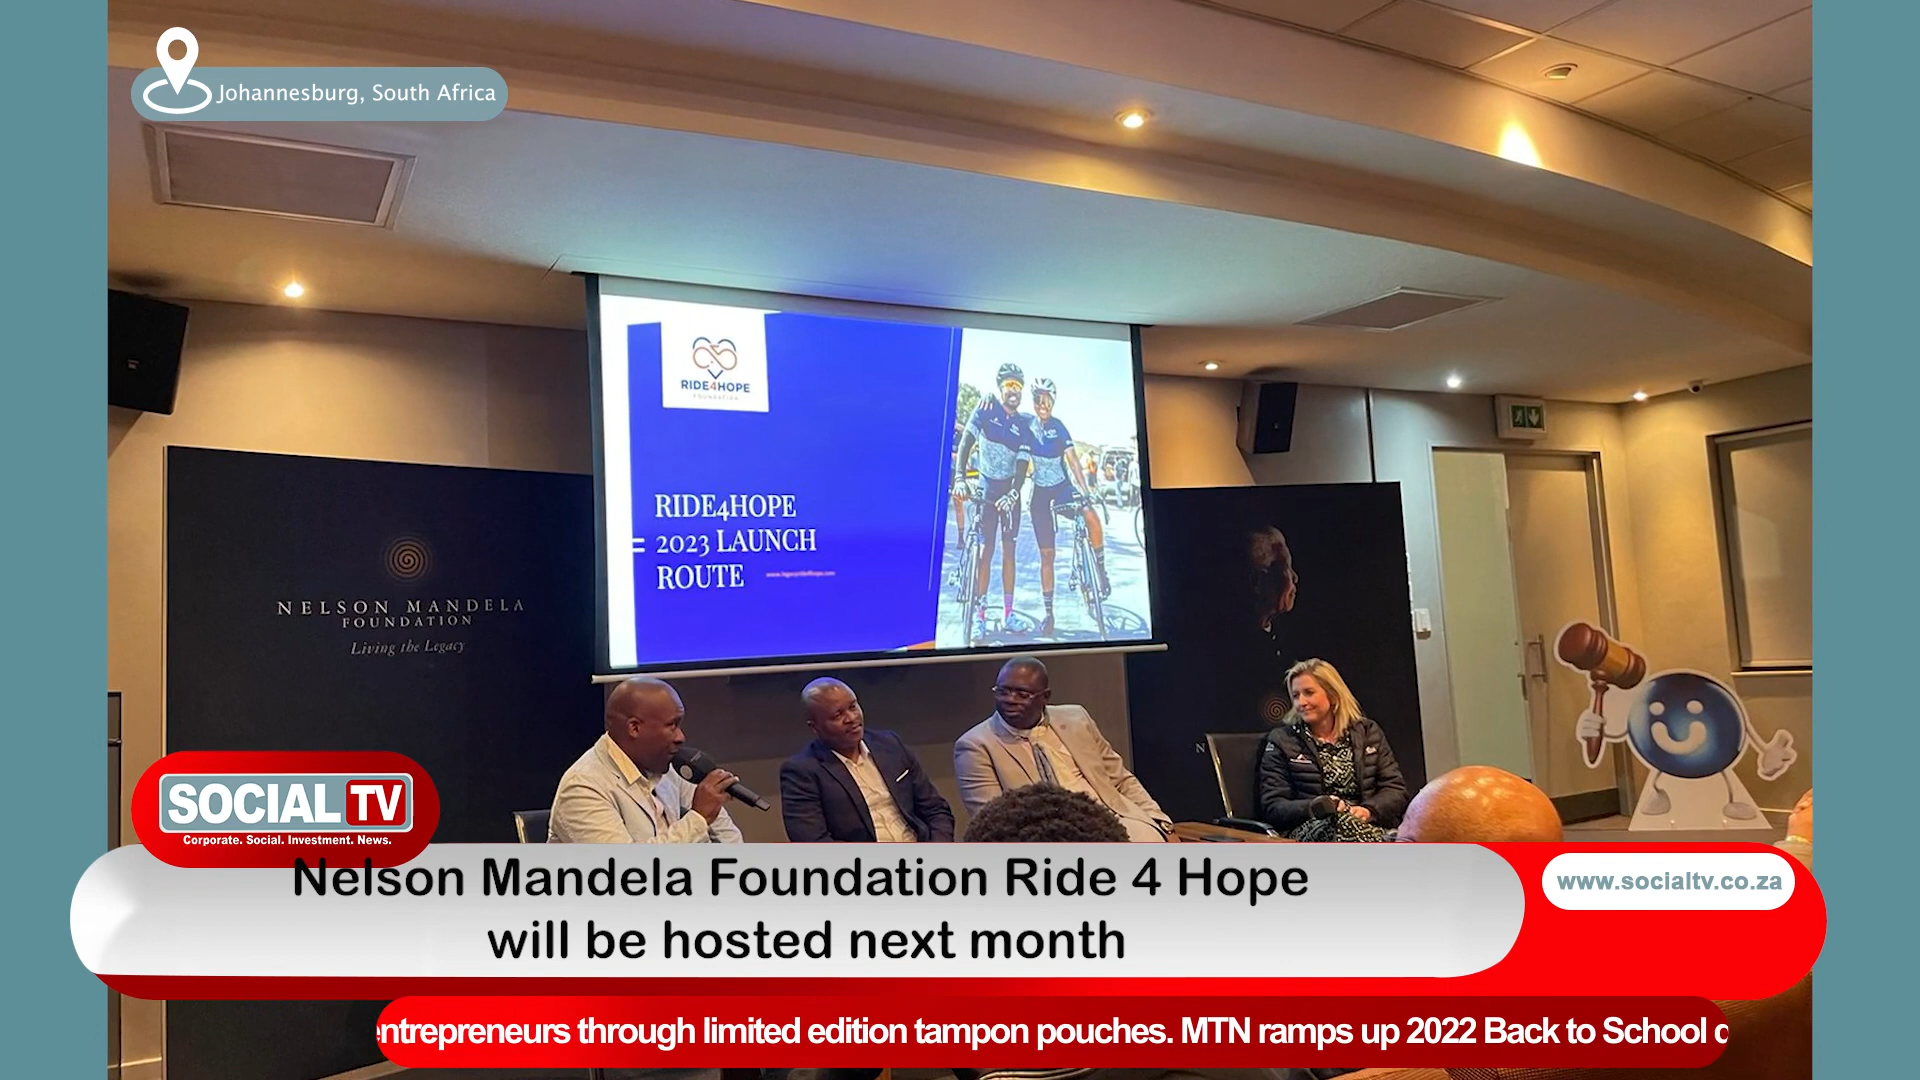 Johannesburg, South Africa
RIDE4HOPE
FOUNDATION
RIDE4HOPE
2023 LAUNCH
ROUTE
NELSON MANDELA
FOUNDATION
Living the Legacy
N
SOCIAL TV
Corporate. Social. Investment. News.
Nelson Mandela Foundation Ride 4 Hope
will be hosted next month
www.socialtv.co.za
entrepreneurs through limited edition tampon pouches. MTN ramps up 2022 Back to School